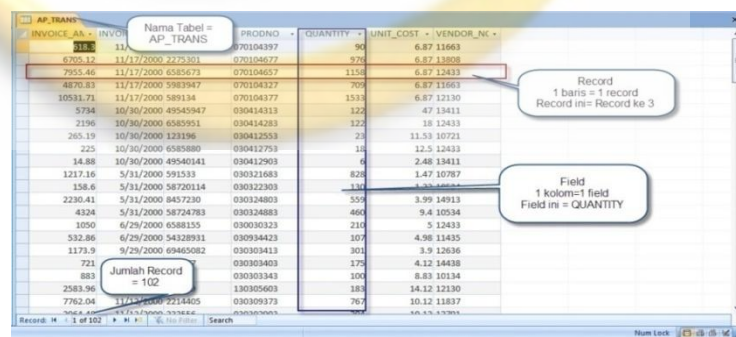 AP_TRANS
Nama Tabel =
AP_TRANS
INVOICE_AM PRODNO QUANTITY UNIT_COST VENDOR_NO
618.3 070104397 90 6.87 11663
6705.12 11/17/2000 2275301 070104677 976 6.87 13808
7955.46 11/17/2000 6585673 070104657 1158 6.87 12433
4870.83 11/17/2000 5983947 070104327 709 6.87 11663
10531.71 11/17/2000 589134 070104377 1533 6.87 12130
5734 10/30/2000 49545947 030414313 122 47 13411
2196 10/30/2000 6585951 030414283 122 18 12433
265.19 10/30/2000 123196 030412553 23 11.53 10721
225 10/30/2000 6585880 030412753 18 12.5 12433
14.88 10/30/2000 49540141 030412903 6 2.48 13411
1217.16 5/31/2000 591533 030321683 828 1.47 10787
158.6 5/31/2000 58720114 030322303 130
2230.41 5/31/2000 8457230 030324803 559 3.99 14913
4324 5/31/2000 58724783 030324883 460 9.4 10534
1050 6/29/2000 6588155 030030323 210 5 12433
532.86 6/29/2000 54328931 030934423 107 4.98 11435
1173.9 9/29/2000 69465082 030303413 301 3.9 12636
721 030303403 175 4.12 14438
883 030303343 100 8.83 10134
2583.96 130305603 183 14.12 12130
7762.04 2214405 030309373 767 10.12 11837
Record
1 baris = 1 record
Record ini= Record ke 3
Field
1 kolom=1 field
Field ini = QUANTITY
Jumlah Record
= 102
Record: 1 of 102 No Filter Search
Num Lock